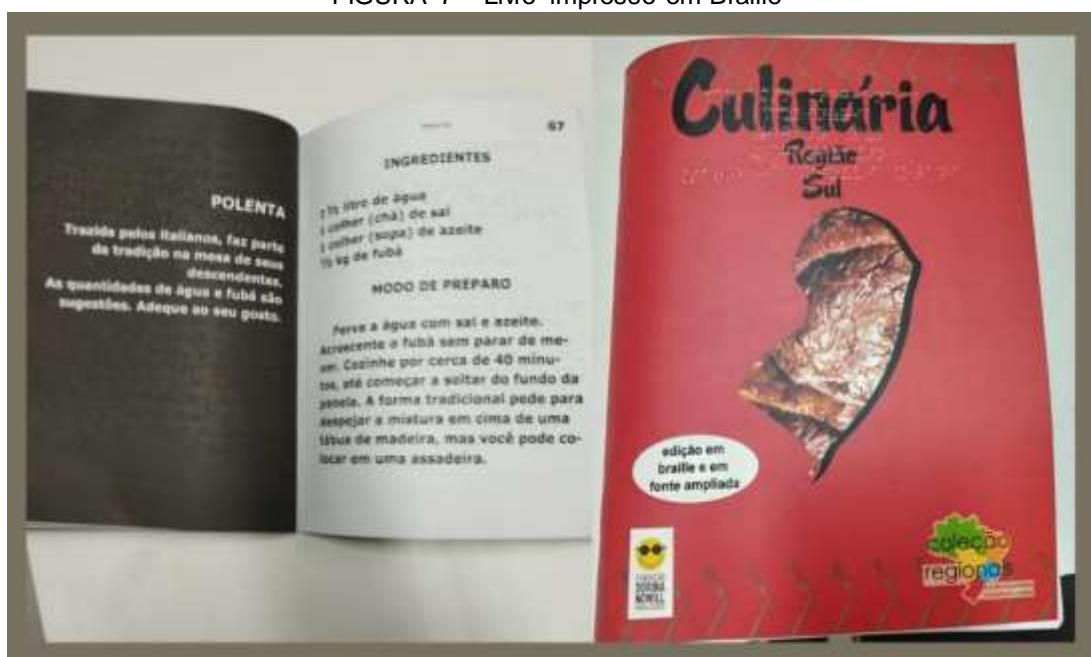 FIGURA 7 – Livro impresso em Braille
POLENTA
Trazida pelos italianos, faz parte
da tradição na mesa de seus
descendentes.
As quantidades de água e fubá são
sugestões. Adeque ao seu gosto.
67
INGREDIENTES
½ litro de água
1 colher (chá) de sal
1 colher (sopa) de azeite
½ kg de fubá
MODO DE PREPARO
Ferva a água com sal e azeite.
Acrescente o fubá sem parar de me-
xer. Cozinhe por cerca de 40 minu-
tos, até começar a soltar do fundo da
panela. A forma tradicional pede para
despejar a mistura em cima de uma
tábua de madeira, mas você pode co-
locar em uma assadeira.
Culinária
Região
Sul
edição em
braille e em
fonte ampliada
FUNDAÇÃO
DORINA
NOWILL
coleção
regionais